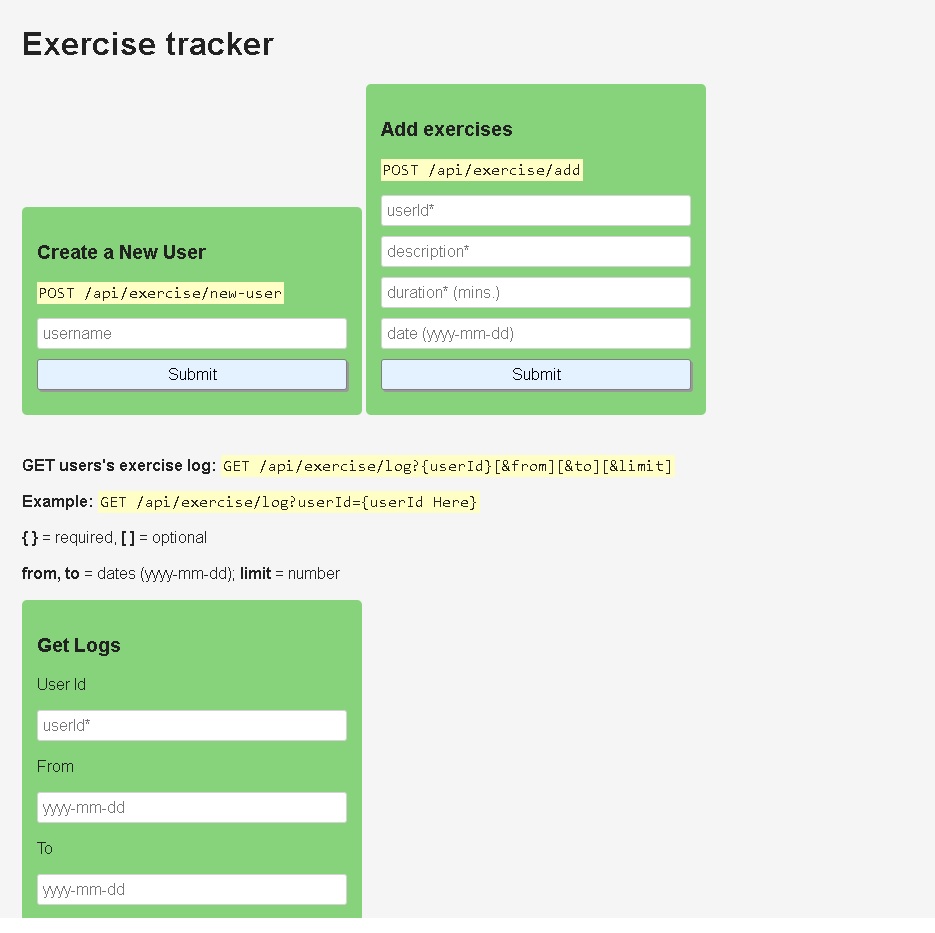 Exercise tracker
Create a New User
POST /api/exercise/new-user
username
Submit
Add exercises
POST /api/exercise/add
userId*
description*
duration* (mins.)
date (yyyy-mm-dd)
Submit
GET users's exercise log: GET /api/exercise/log?{userId}[&from][&to][&limit]
Example: GET /api/exercise/log?userId={userId Here}
{ } = required, [ ] = optional
from, to = dates (yyyy-mm-dd); limit = number
Get Logs
User Id
userId*
From
yyyy-mm-dd
To
yyyy-mm-dd